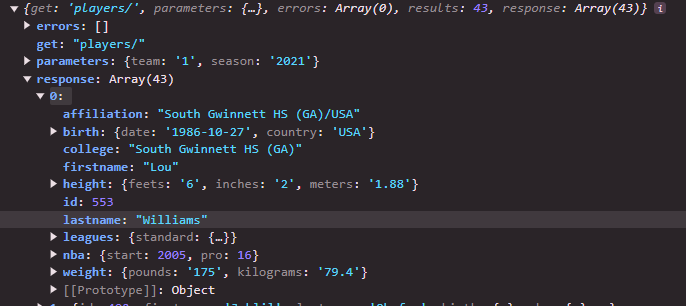 {get: 'players/', parameters: {…}, errors: Array(0), results: 43, response: Array(43)} i
errors: []
get: "players/"
parameters: {team: '1', season: '2021'}
response: Array(43)
0:
affiliation: "South Gwinnett HS (GA)/USA"
birth: {date: '1986-10-27', country: 'USA'}
college: "South Gwinnett HS (GA)"
firstname: "Lou"
height: {feets: '6', inches: '2', meters: '1.88'}
id: 553
lastname: "Williams"
leagues: {standard: {…}}
nba: {start: 2005, pro: 16}
weight: {pounds: '175', kilograms: '79.4'}
[[Prototype]]: Object